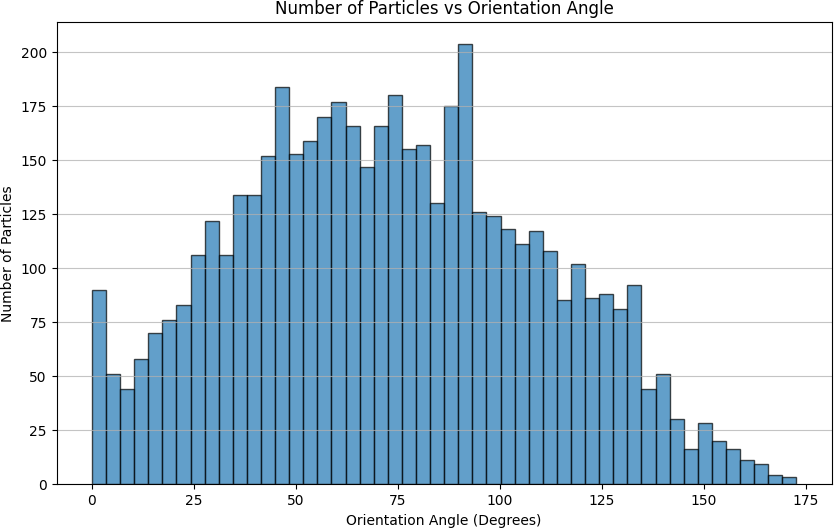 Number of Particles vs Orientation Angle
Number of Particles
200
175
150
125
100
75
50
25
0
0 25 50 75 100 125 150 175
Orientation Angle (Degrees)